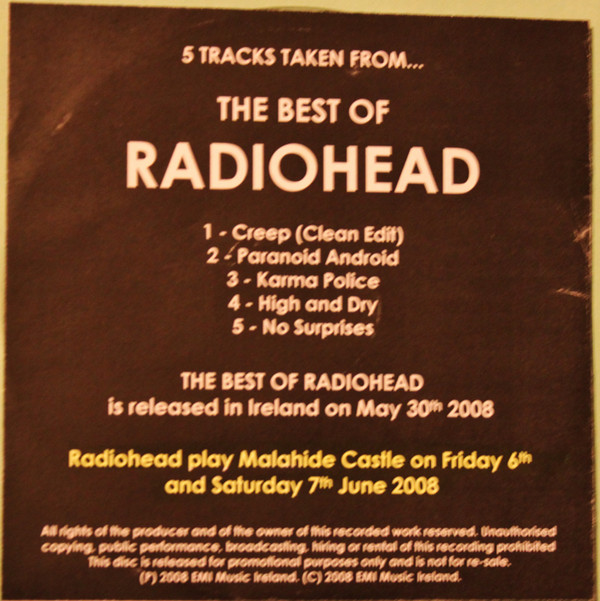 5 TRACKS TAKEN FROM...
THE BEST OF
RADIOHEAD
1 - Creep (Clean Edit)
2 - Paranoid Android
3 - Karma Police
4 - High and Dry
5 - No Surprises
THE BEST OF RADIOHEAD
is released in Ireland on May 30th 2008
Radiohead play Malahide Castle on Friday 6th
and Saturday 7th June 2008
All rights of the producer and of the owner of this recorded work reserved. Unauthorised
copying, public performance, broadcasting, hiring or rental of this recording prohibited
This disc is released for promotional purposes only and is not for re-sale.
(P) 2008 EMI Music Ireland. (C) 2008 EMI Music Ireland.